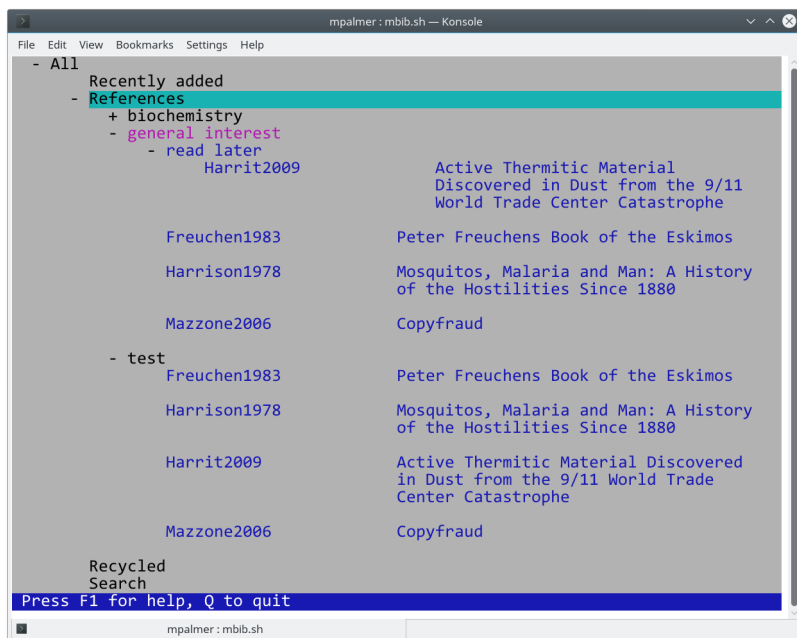 mpalmer : mbib.sh — Konsole
File Edit View Bookmarks Settings Help
- All
Recently added
- References
+ biochemistry
- general interest
- read later
Harrit2009 Active Thermitic Material
Discovered in Dust from the 9/11
World Trade Center Catastrophe
Freuchen1983 Peter Freuchens Book of the Eskimos
Harrison1978 Mosquitos, Malaria and Man: A History
of the Hostilities Since 1880
Mazzone2006 Copyfraud
- test
Freuchen1983 Peter Freuchens Book of the Eskimos
Harrison1978 Mosquitos, Malaria and Man: A History
of the Hostilities Since 1880
Harrit2009 Active Thermitic Material Discovered
in Dust from the 9/11 World Trade
Center Catastrophe
Mazzone2006 Copyfraud
Recycled
Search
Press F1 for help, Q to quit
mpalmer : mbib.sh